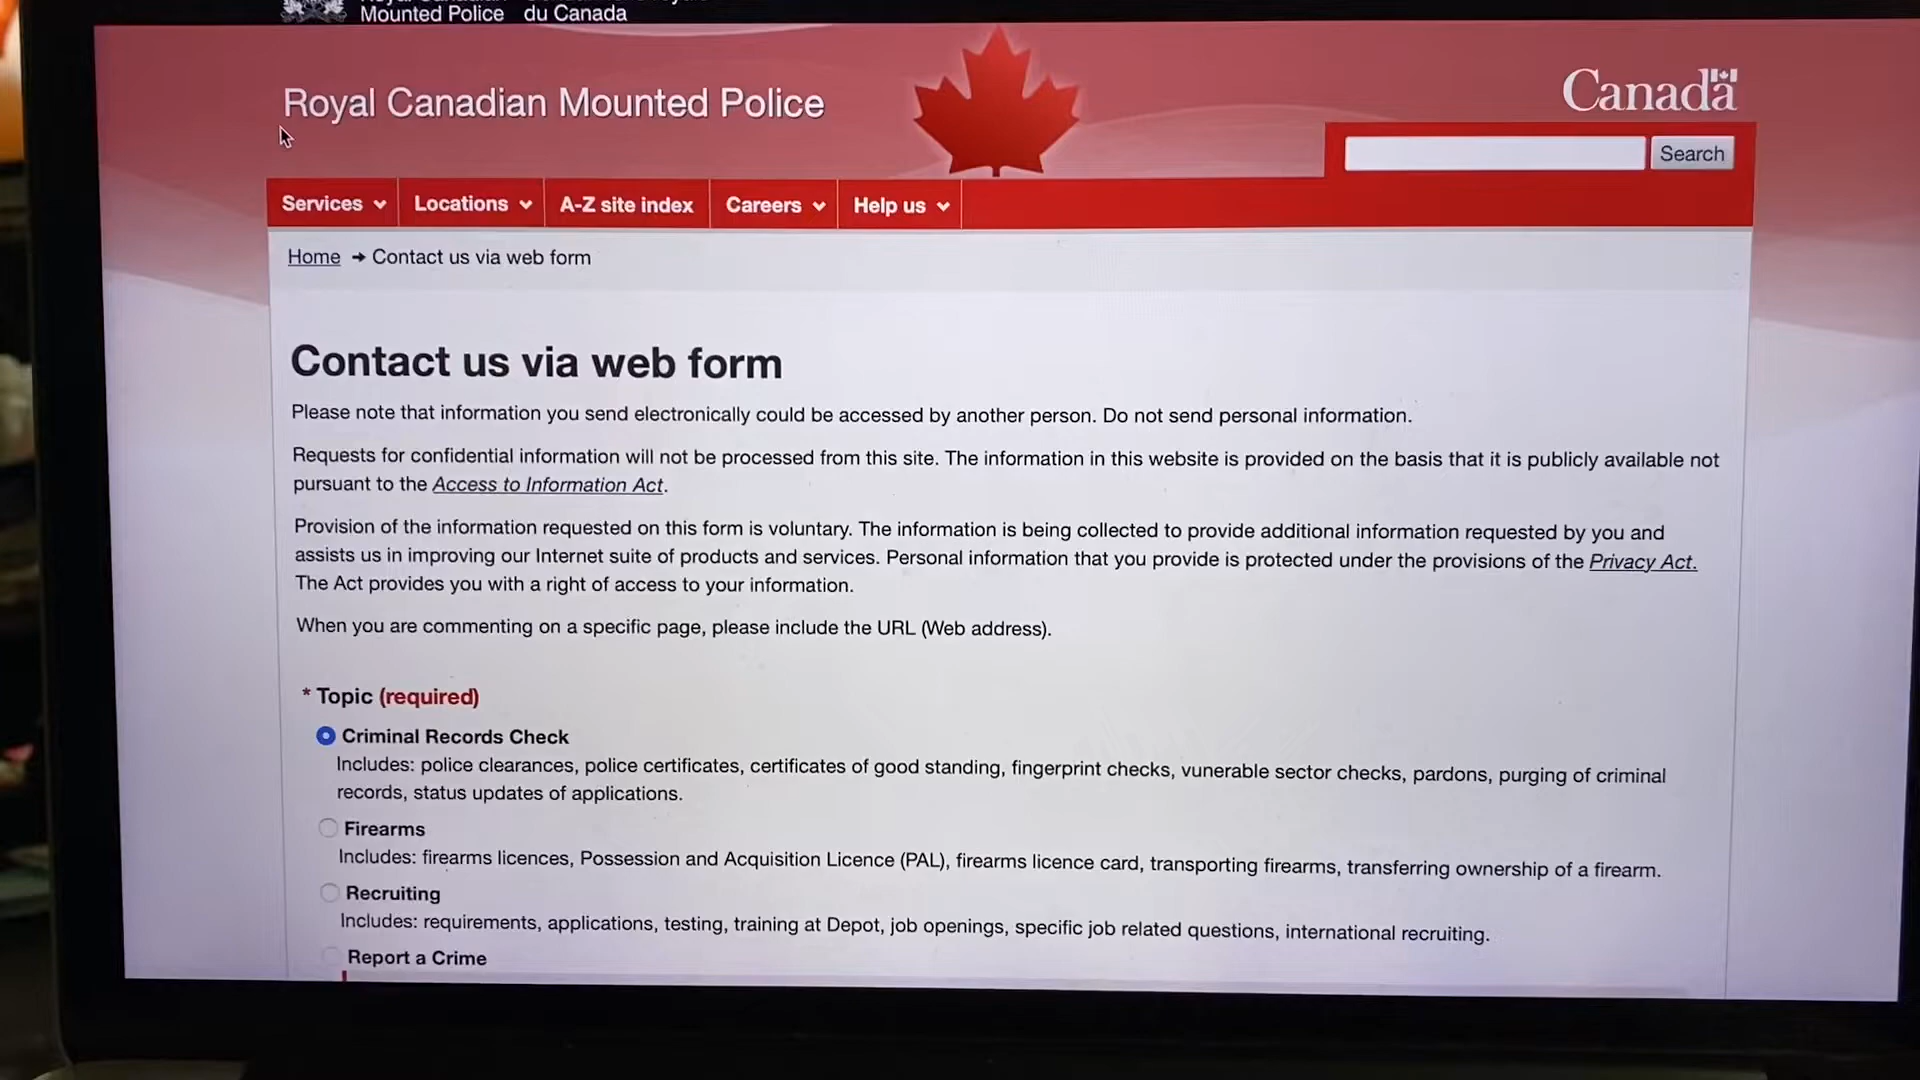 Mounted Police du Canada
Royal Canadian Mounted Police
Canada
Search
Services Locations A-Z site index Careers Help us
Home → Contact us via web form
Contact us via web form
Please note that information you send electronically could be accessed by another person. Do not send personal information.
Requests for confidential information will not be processed from this site. The information in this website is provided on the basis that it is publicly available not
pursuant to the Access to Information Act.
Provision of the information requested on this form is voluntary. The information is being collected to provide additional information requested by you and
assists us in improving our Internet suite of products and services. Personal information that you provide is protected under the provisions of the Privacy Act.
The Act provides you with a right of access to your information.
When you are commenting on a specific page, please include the URL (Web address).
* Topic (required)
Criminal Records Check
Includes: police clearances, police certificates, certificates of good standing, fingerprint checks, vunerable sector checks, pardons, purging of criminal
records, status updates of applications.
Firearms
Includes: firearms licences, Possession and Acquisition Licence (PAL), firearms licence card, transporting firearms, transferring ownership of a firearm.
Recruiting
Includes: requirements, applications, testing, training at Depot, job openings, specific job related questions, international recruiting.
Report a Crime